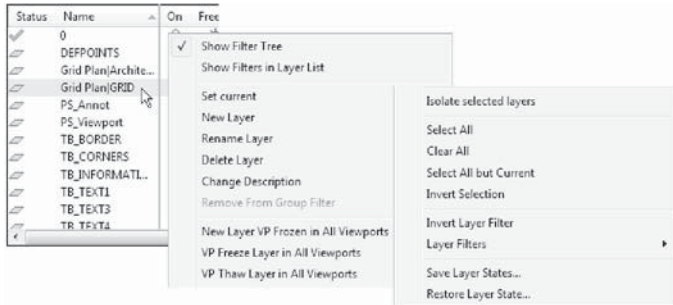 Status Name On Free
0
DEFPOINTS
Grid Plan|Archite...
Grid Plan|GRID
PS_Annot
PS_Viewport
TB_BORDER
TB_CORNERS
TB_INFORMATI...
TB_TEXT1
TB_TEXT3
TB_TEXT4
Show Filter Tree
Show Filters in Layer List
Set current
New Layer
Rename Layer
Delete Layer
Change Description
Remove From Group Filter
New Layer VP Frozen in All Viewports
VP Freeze Layer in All Viewports
VP Thaw Layer in All Viewports
Isolate selected layers
Select All
Clear All
Select All but Current
Invert Selection
Invert Layer Filter
Layer Filters
Save Layer States...
Restore Layer State...